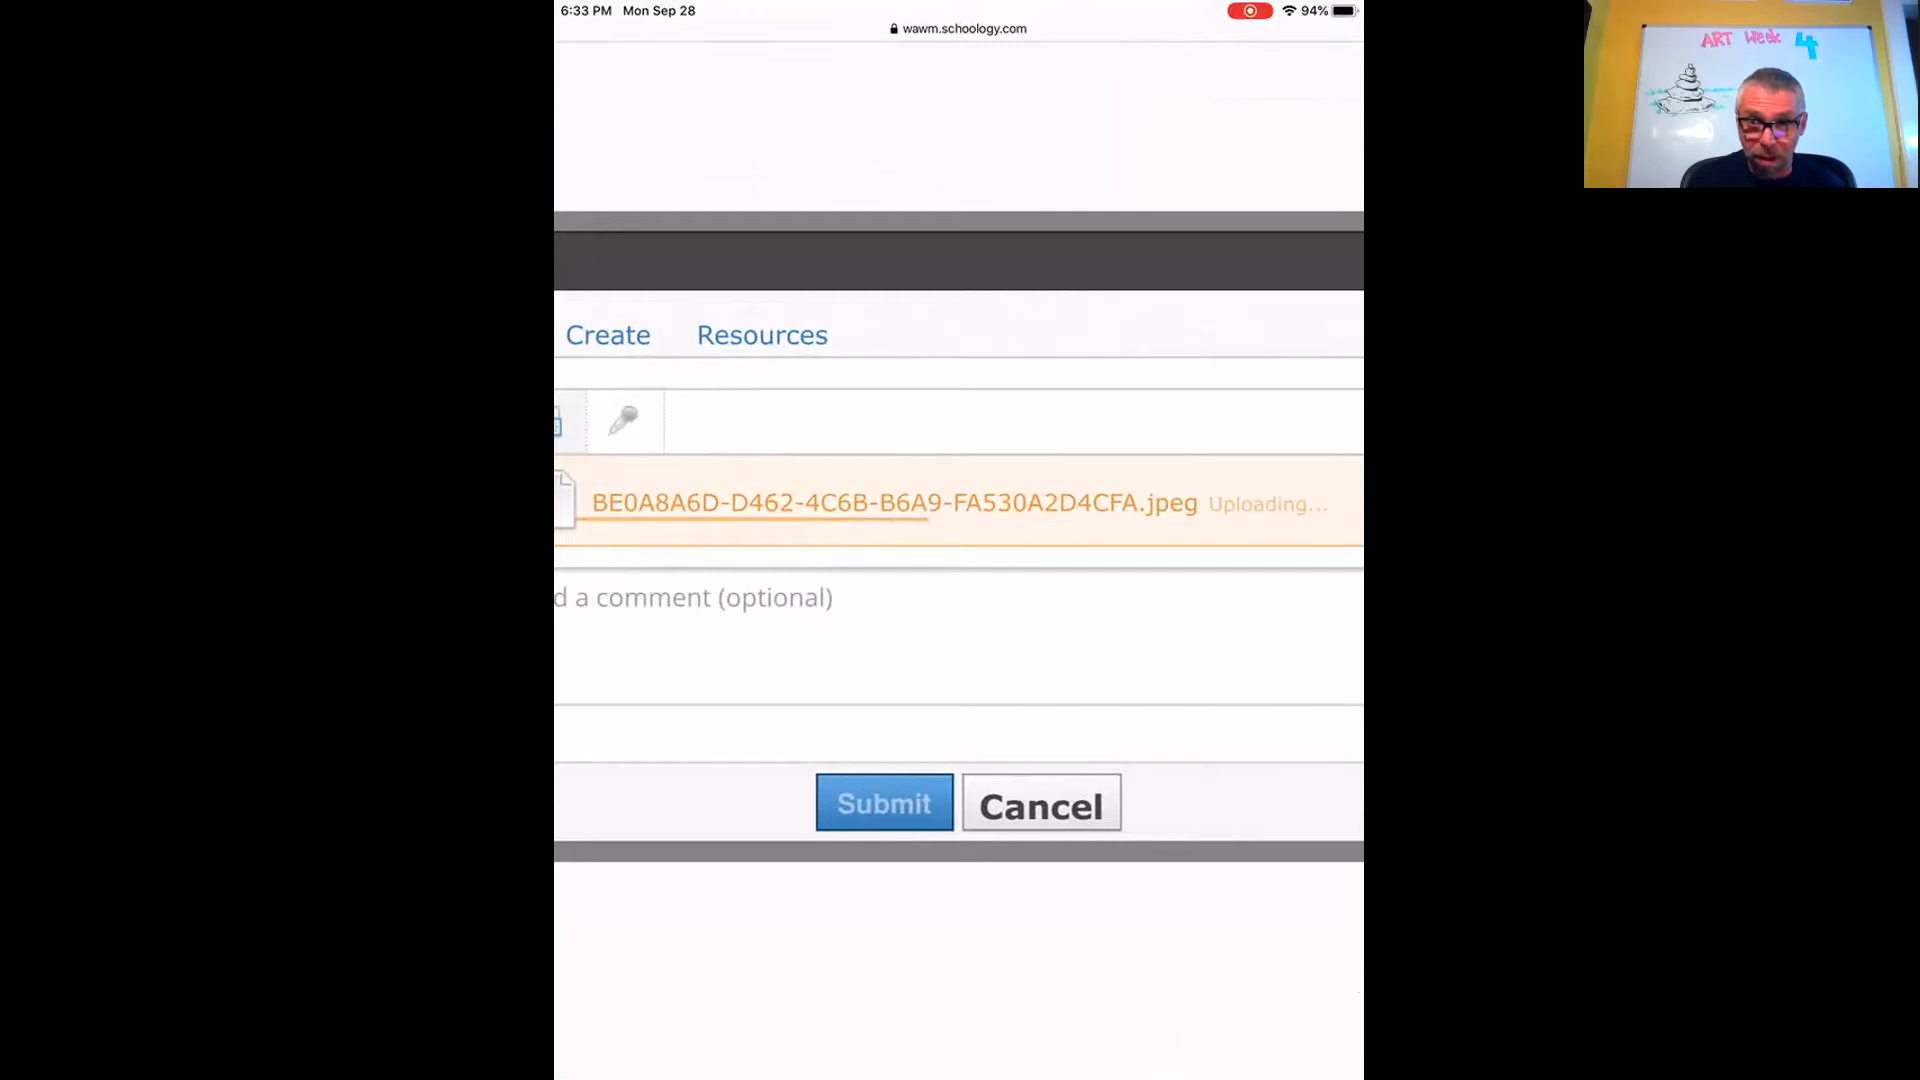 6:33 PM Mon Sep 28
94%
wawm.schoology.com
ART Week 4
Create Resources
BE0A8A6D-D462-4C6B-B6A9-FA530A2D4CFA.jpeg Uploading...
d a comment (optional)
Submit Cancel